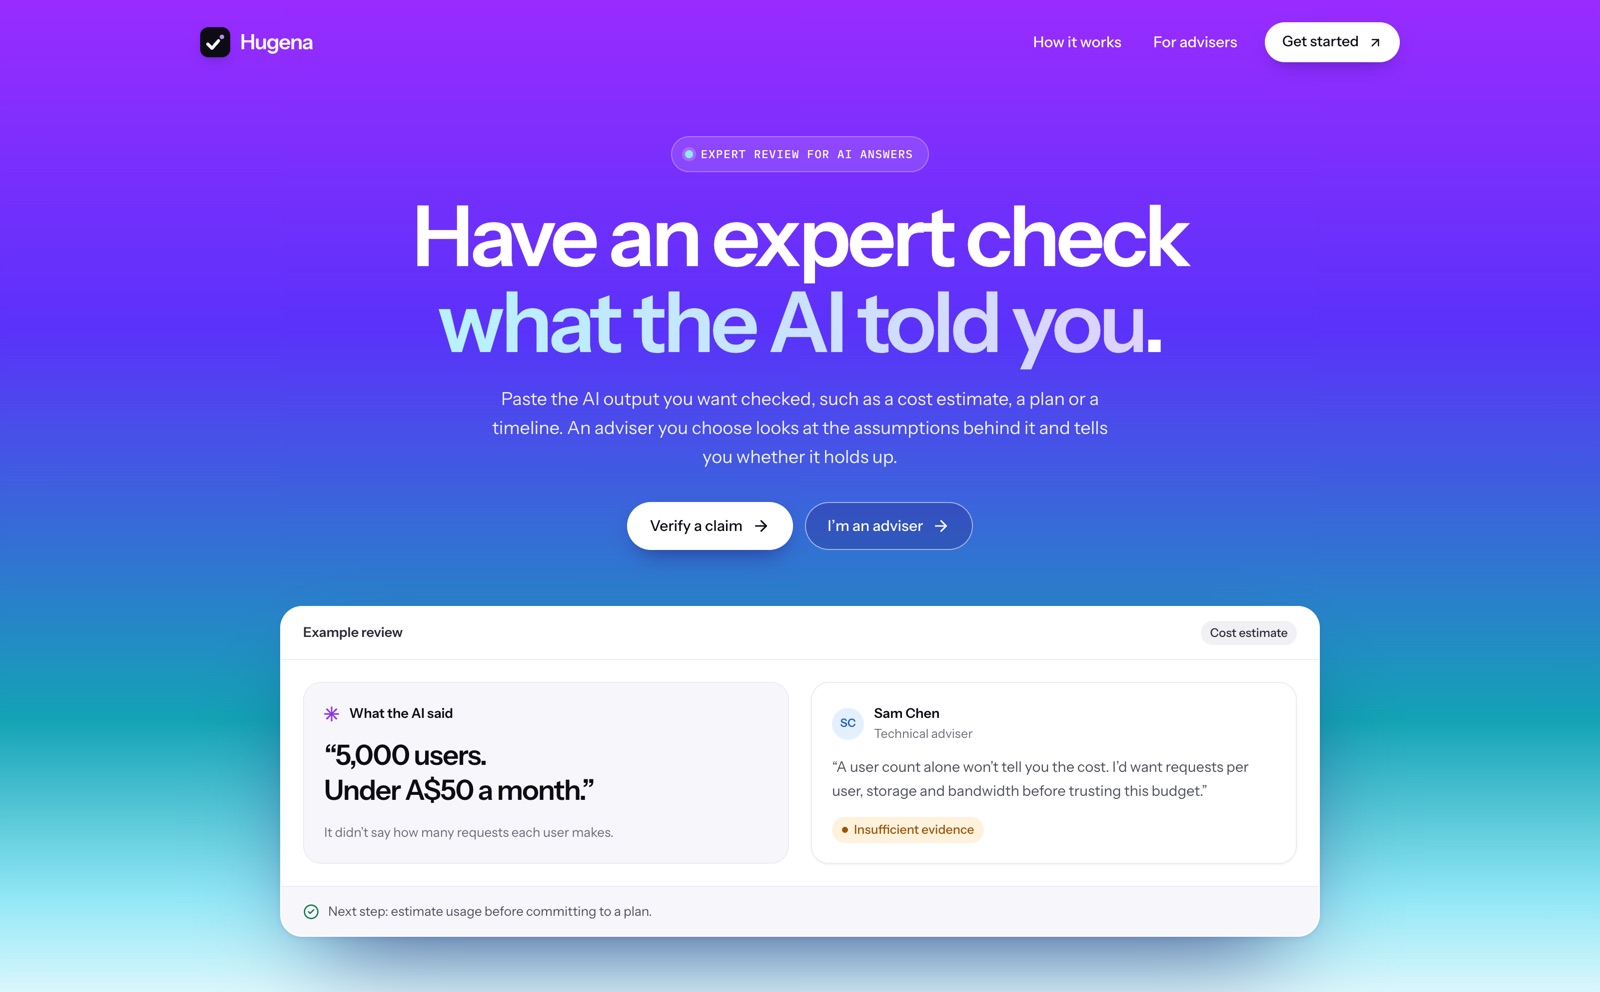 Hugena
How it works
For advisers
Get started
EXPERT REVIEW FOR AI ANSWERS
Have an expert check
what the AI told you.
Paste the AI output you want checked, such as a cost estimate, a plan or a
timeline. An adviser you choose looks at the assumptions behind it and tells
you whether it holds up.
Verify a claim
I’m an adviser
Example review
Cost estimate
What the AI said
“5,000 users.
Under A$50 a month.”
It didn’t say how many requests each user makes.
SC
Sam Chen
Technical adviser
“A user count alone won’t tell you the cost. I’d want requests per
user, storage and bandwidth before trusting this budget.”
Insufficient evidence
Next step: estimate usage before committing to a plan.